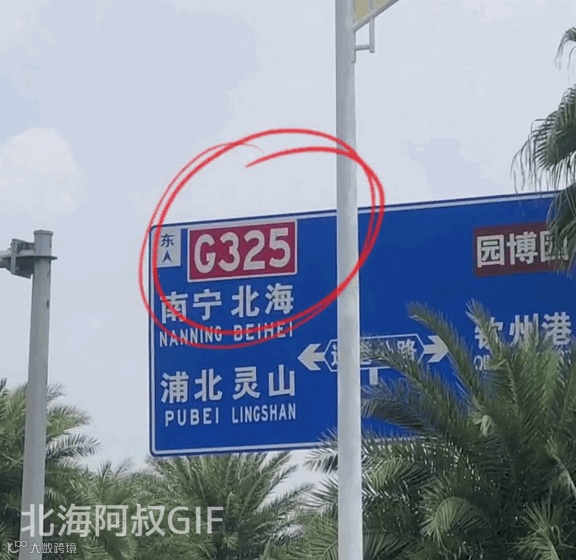 东
G325
南宁 北海
NANNING BEIHEI
浦北 灵山
PUBEI LINGSHAN
园博园
钦州港
北海阿叔GIF
大数跨境